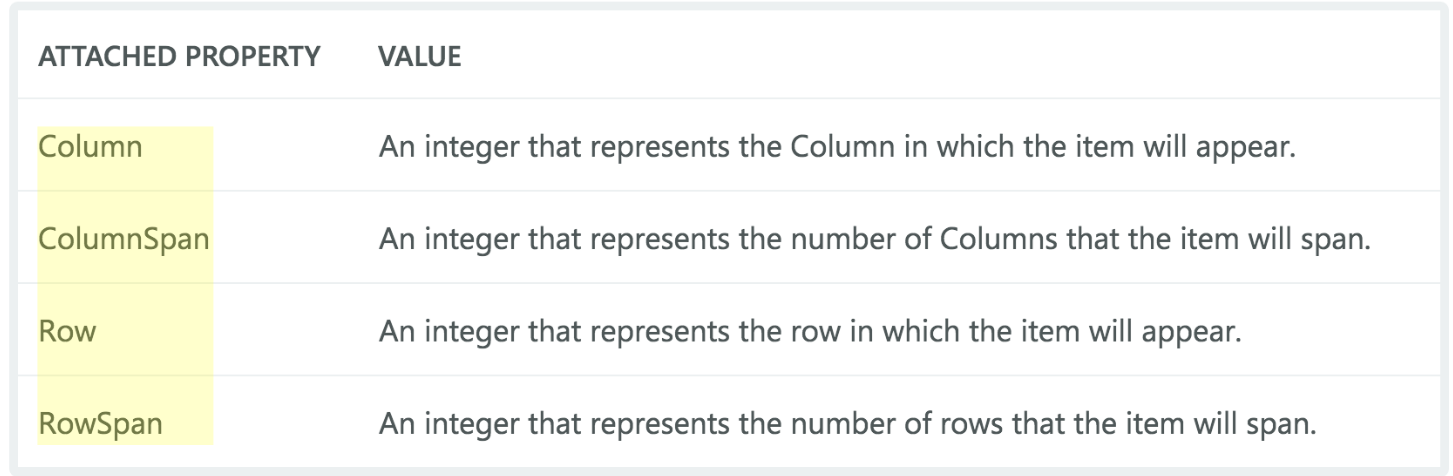 ATTACHED PROPERTY VALUE
Column An integer that represents the Column in which the item will appear.
ColumnSpan An integer that represents the number of Columns that the item will span.
Row An integer that represents the row in which the item will appear.
RowSpan An integer that represents the number of rows that the item will span.